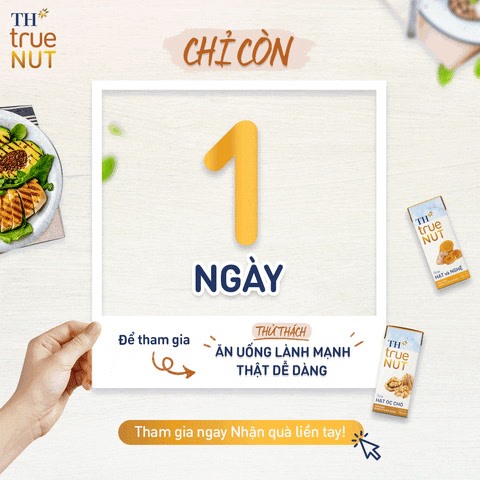 TH
true
NUT
CHỈ CÒN
1
NGÀY
Để tham gia
THỬ THÁCH
ĂN UỐNG LÀNH MẠNH
THẬT DỄ DÀNG
TH
true
NUT
HẠT và NGHỆ
TH
true
NUT
HẠT ÓC CHÓ
Tham gia ngay Nhận quà liền tay!